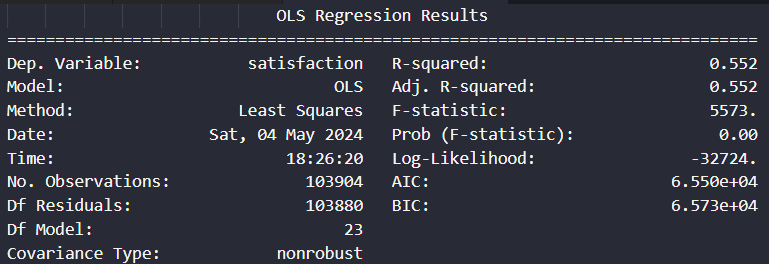 OLS Regression Results
==============================================================================
Dep. Variable: satisfaction R-squared: 0.552
Model: OLS Adj. R-squared: 0.552
Method: Least Squares F-statistic: 5573.
Date: Sat, 04 May 2024 Prob (F-statistic): 0.00
Time: 18:26:20 Log-Likelihood: -32724.
No. Observations: 103904 AIC: 6.550e+04
Df Residuals: 103880 BIC: 6.573e+04
Df Model: 23
Covariance Type: nonrobust